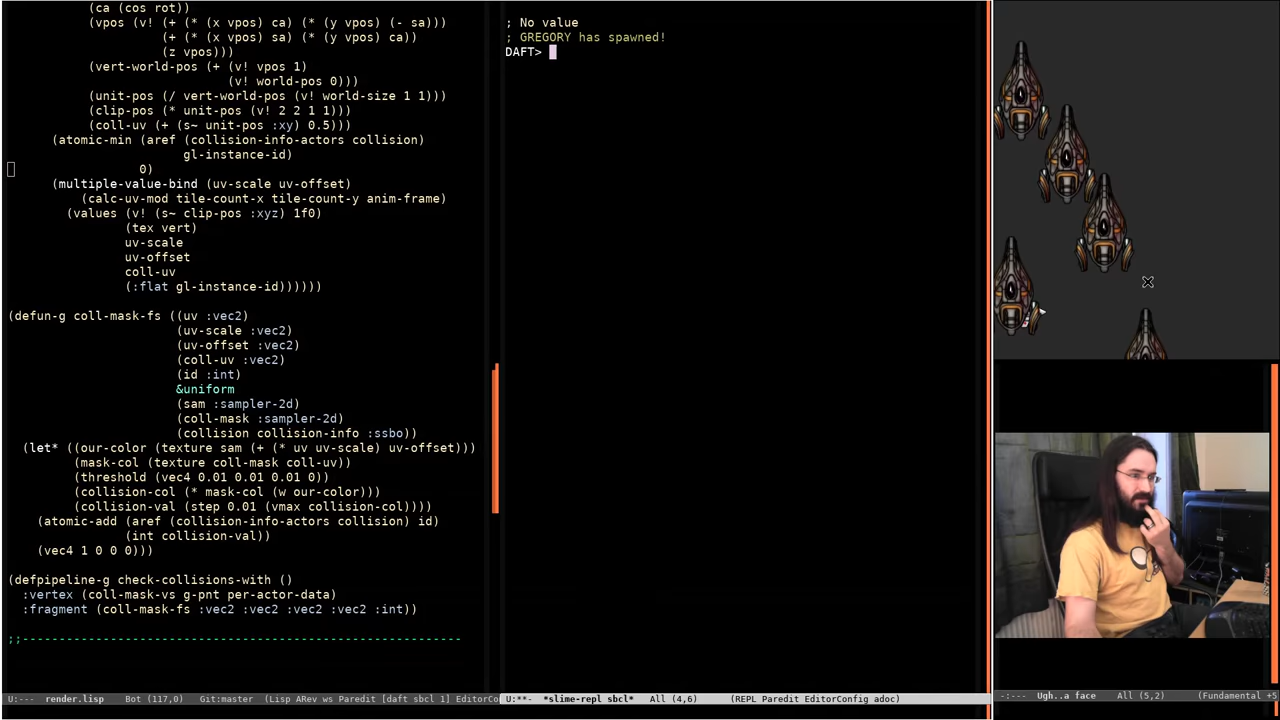 (ca (cos rot))
(vpos (v! (+ (* (x vpos) ca) (* (y vpos) (- sa)))
(+ (* (x vpos) sa) (* (y vpos) ca))
(z vpos)))
(vert-world-pos (+ (v! vpos 1)
(v! world-pos 0)))
(unit-pos (/ vert-world-pos (v! world-size 1 1)))
(clip-pos (* unit-pos (v! 2 2 1 1)))
(coll-uv (+ (s~ unit-pos :xy) 0.5)))
(atomic-min (aref (collision-info-actors collision)
gl-instance-id)
0)
(multiple-value-bind (uv-scale uv-offset)
(calc-uv-mod tile-count-x tile-count-y anim-frame)
(values (v! (s~ clip-pos :xyz) 1f0)
(tex vert)
uv-scale
uv-offset
coll-uv
(:flat gl-instance-id))))))
(defun-g coll-mask-fs ((uv :vec2)
(uv-scale :vec2)
(uv-offset :vec2)
(coll-uv :vec2)
(id :int)
&uniform
(sam :sampler-2d)
(coll-mask :sampler-2d)
(collision collision-info :ssbo))
(let* ((our-color (texture sam (+ (* uv uv-scale) uv-offset)))
(mask-col (texture coll-mask coll-uv))
(threshold (vec4 0.01 0.01 0.01 0))
(collision-col (* mask-col (w our-color)))
(collision-val (step 0.01 (vmax collision-col))))
(atomic-add (aref (collision-info-actors collision) id)
(int collision-val))
(vec4 1 0 0 0)))
(defpipeline-g check-collisions-with ()
:vertex (coll-mask-vs g-pnt per-actor-data)
:fragment (coll-mask-fs :vec2 :vec2 :vec2 :vec2 :int))
;;--------------------------------------------------------------
U:--- render.lisp Bot (117,0) Git:master (Lisp ARev ws Paredit [daft sbcl 1] EditorCo
; No value
; GREGORY has spawned!
DAFT>
U:**- *slime-repl sbcl* All (4,6) (REPL Paredit EditorConfig adoc)
-:--- Ugh..a face All (5,2) (Fundamental +5